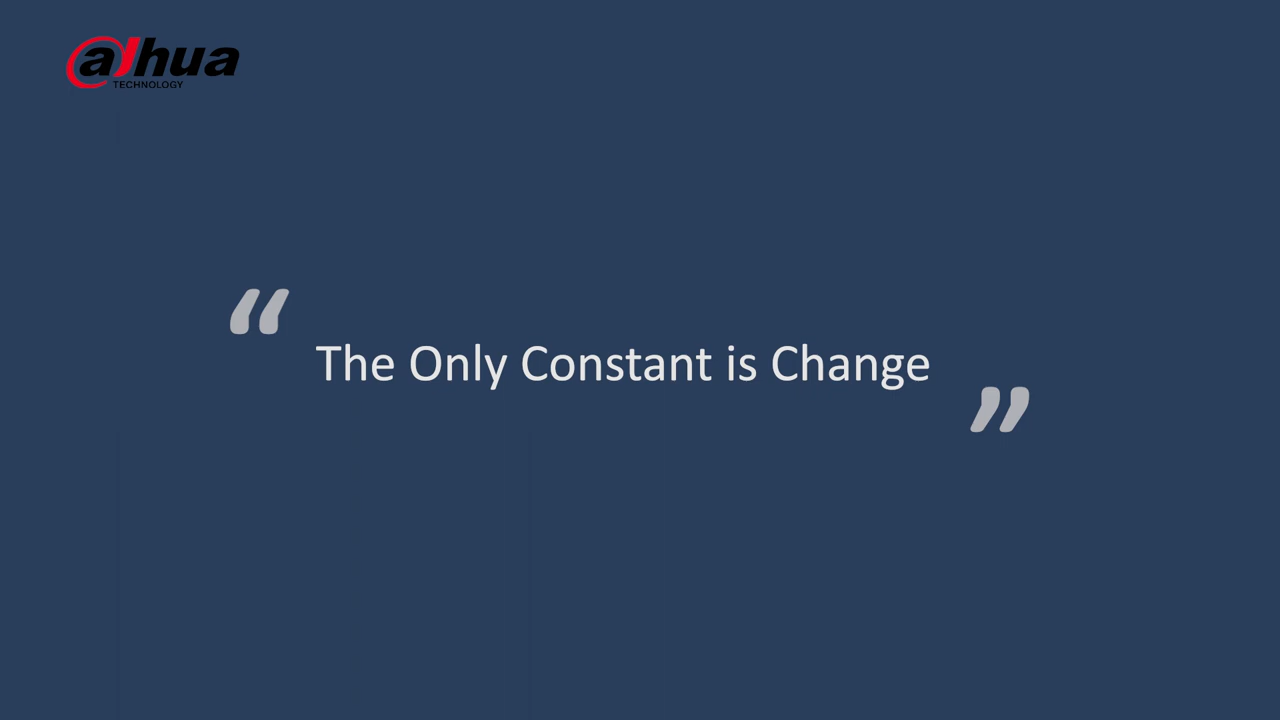 alhua
TECHNOLOGY
“
The Only Constant is Change
”